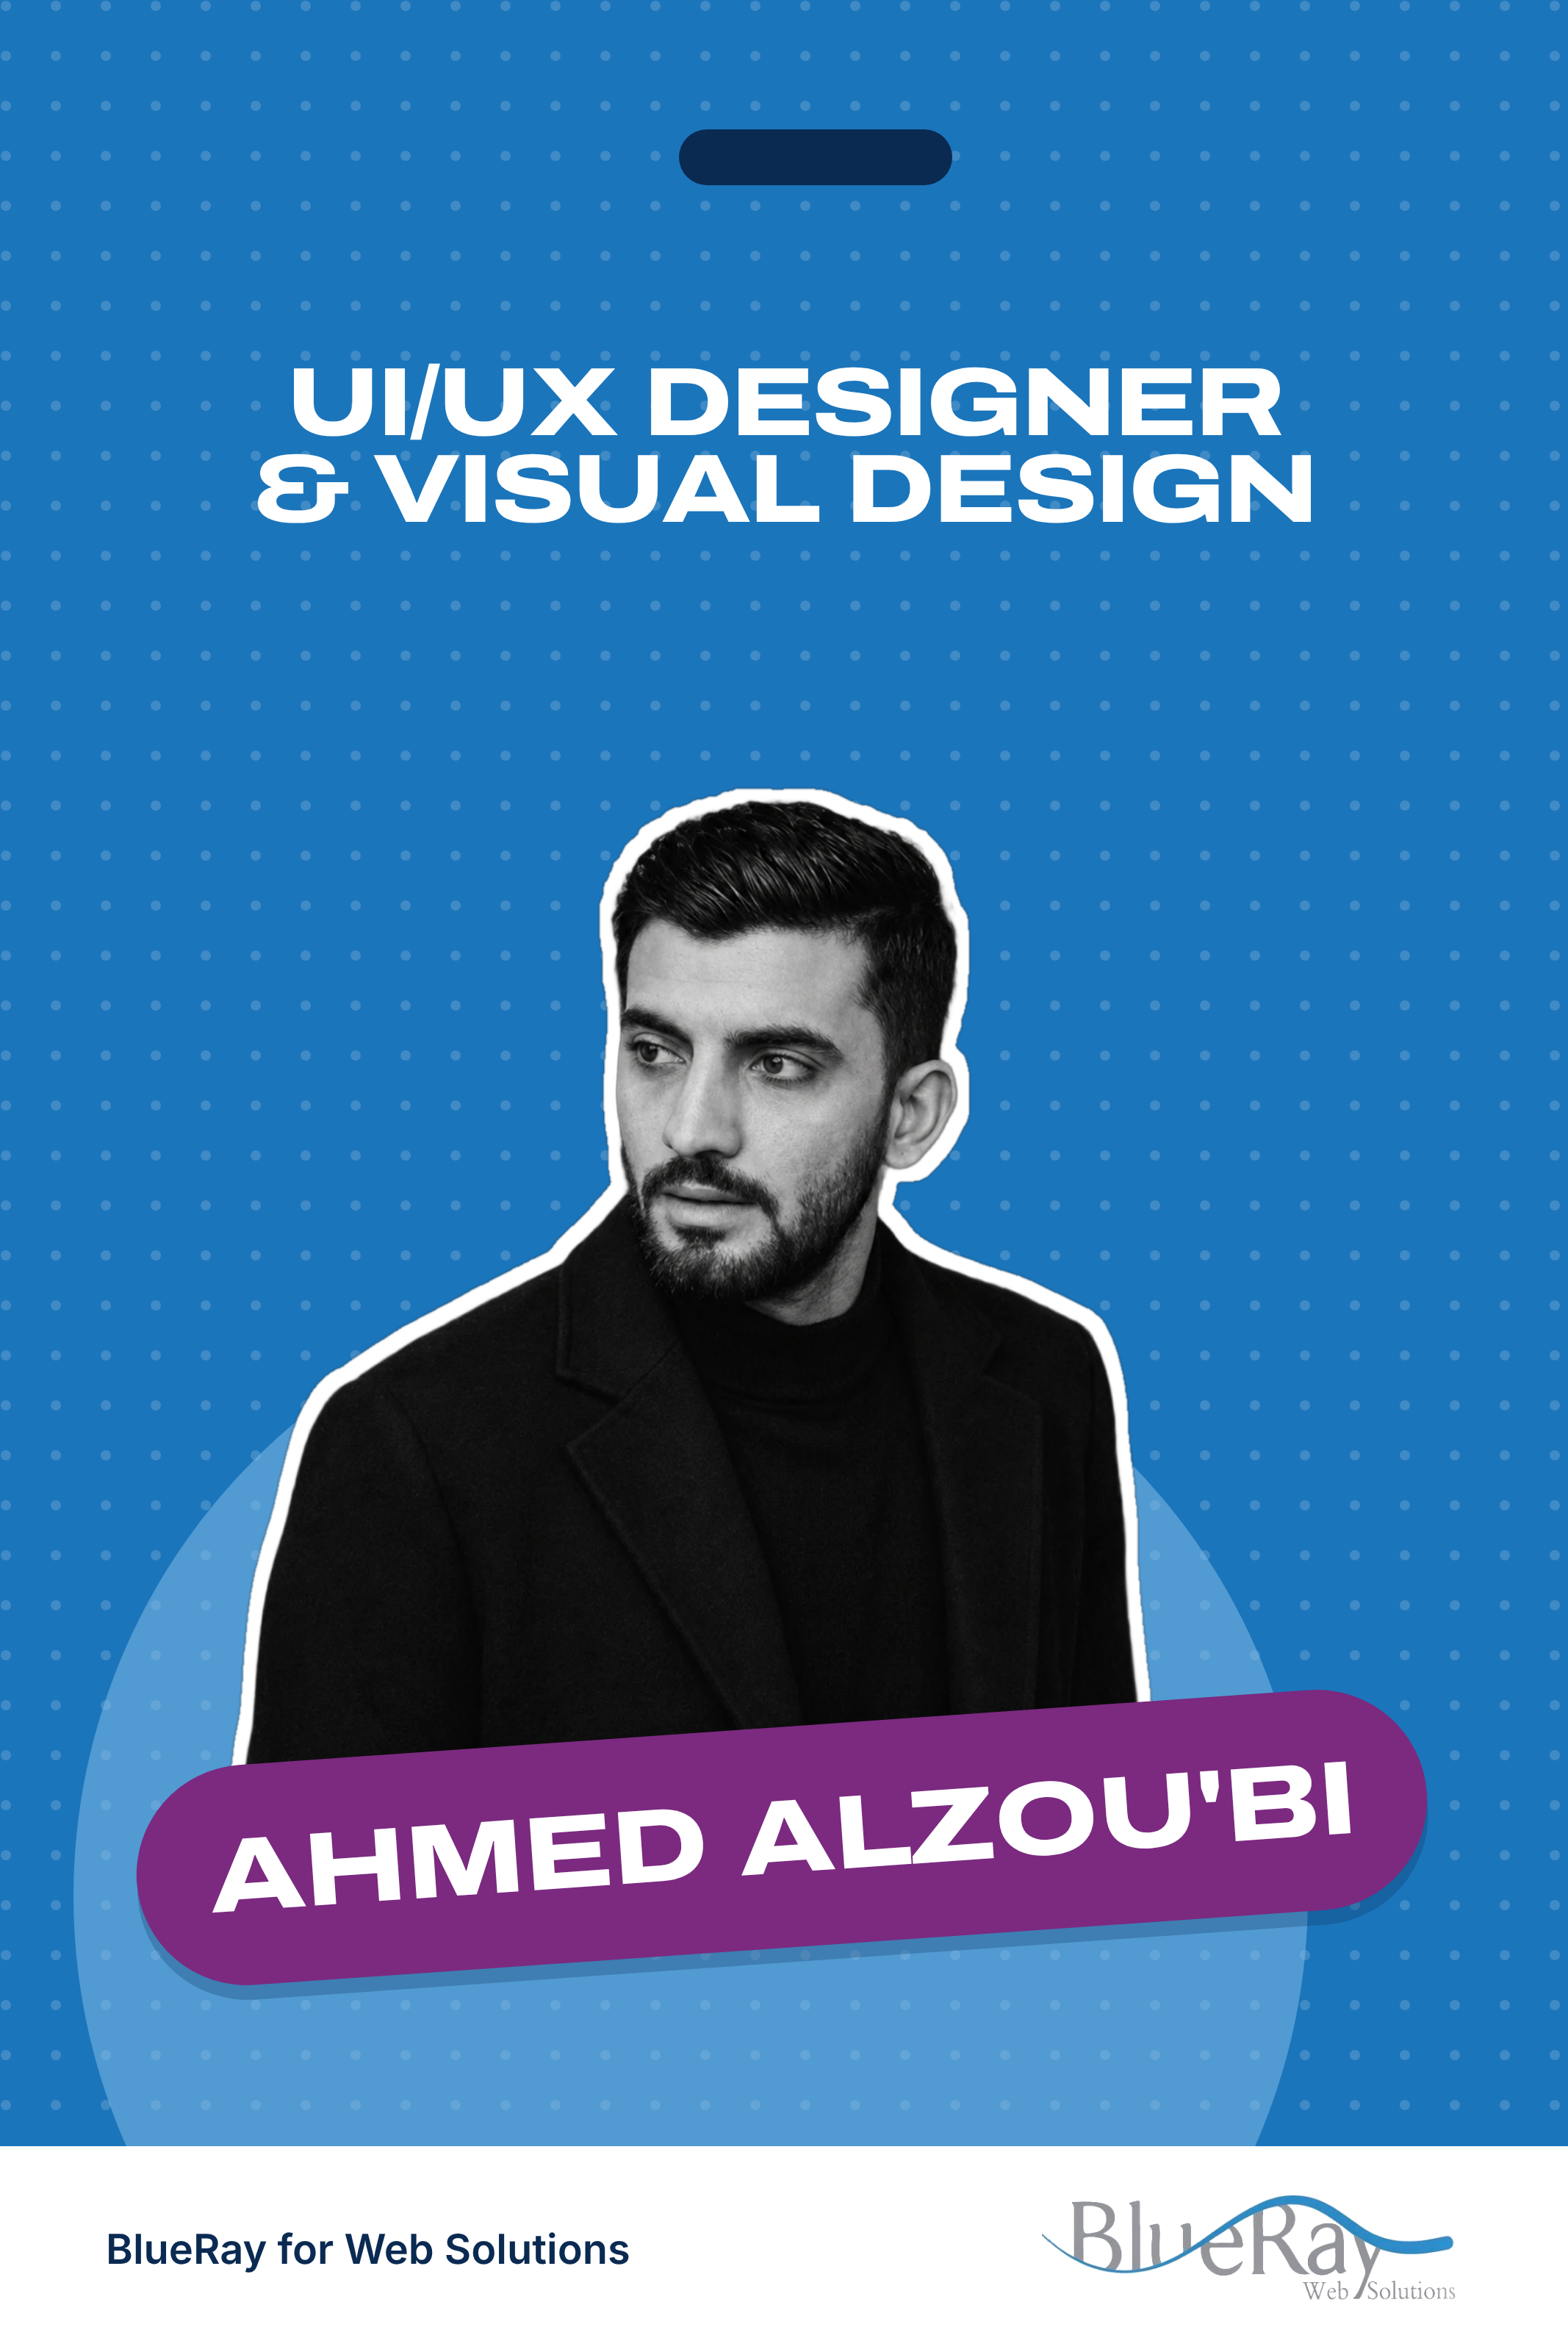 UI/UX DESIGNER
& VISUAL DESIGN
AHMED ALZOU'BI
BlueRay for Web Solutions
BlueRay
Web Solutions